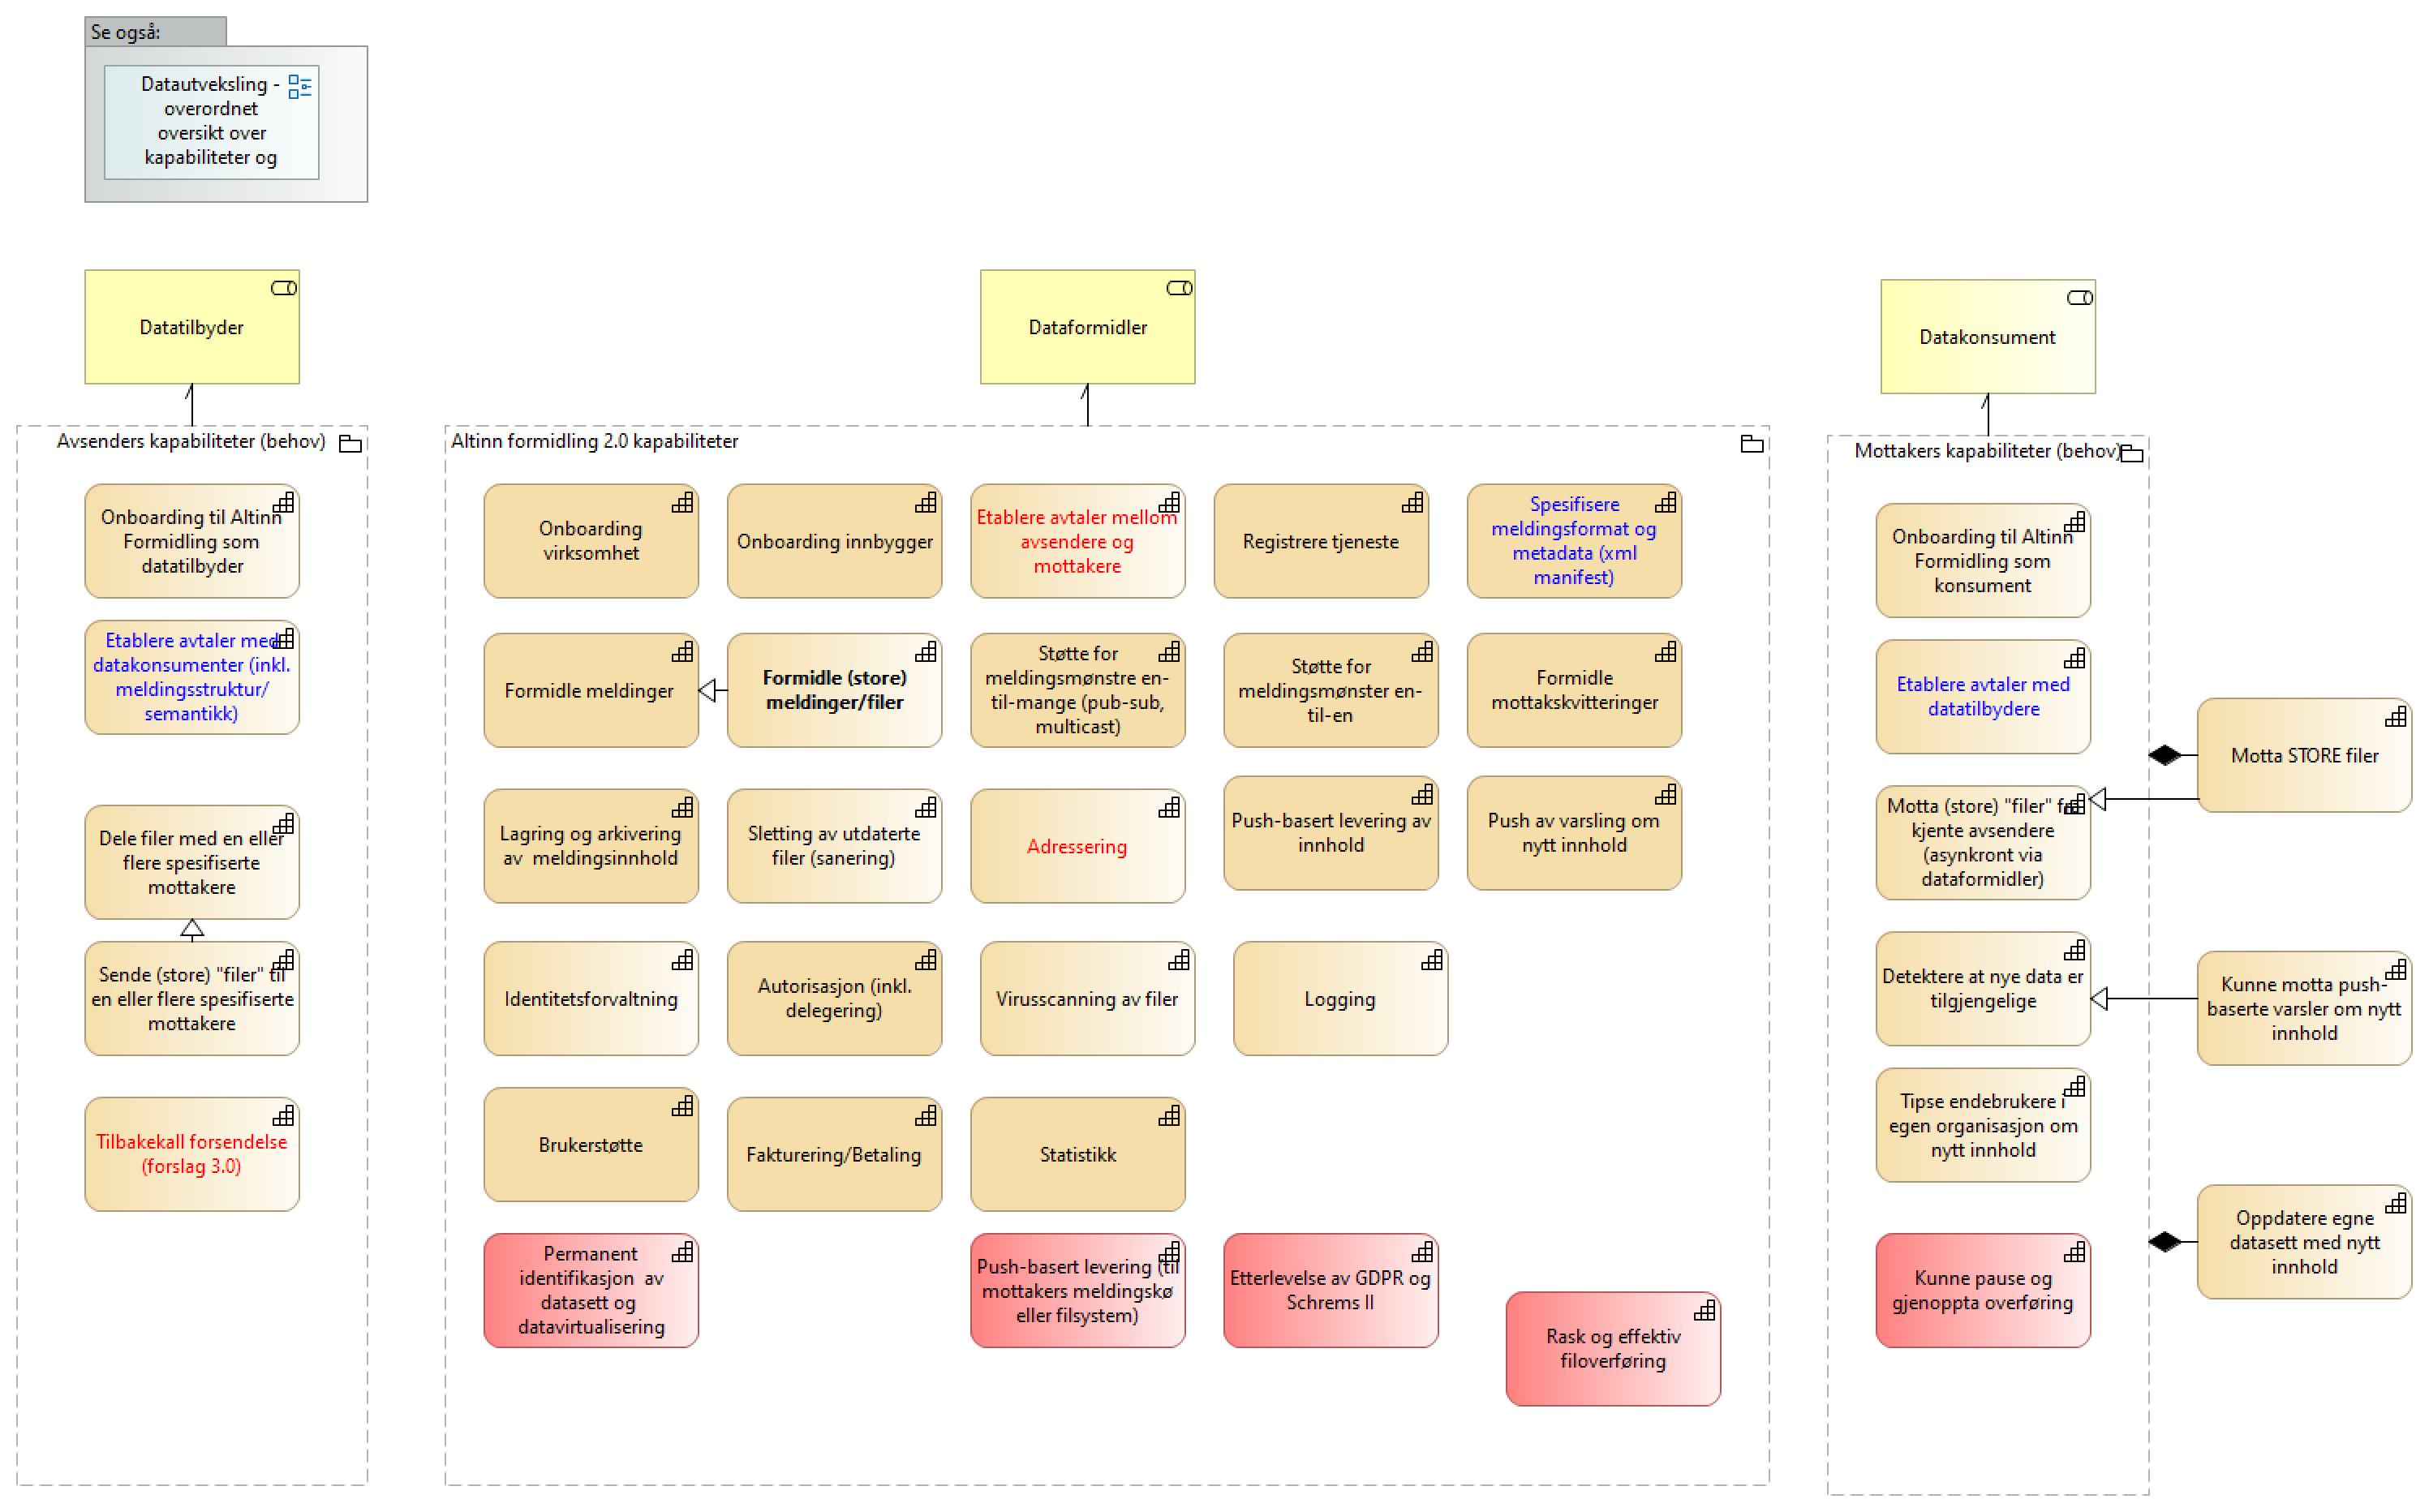 Se også:
Datautveksling -
overordnet
oversikt over
kapabiliteter og
Datatilbyder
Dataformidler
Datakonsument
Avsenders kapabiliteter (behov)
Onboarding til Altinn
Formidling som
datatilbyder
Etablere avtaler med
datakonsumenter (inkl.
meldingsstruktur/
semantikk)
Dele filer med en eller
flere spesifiserte
mottakere
Sende (store) "filer" til
en eller flere spesifiserte
mottakere
Tilbakekall forsendelse
(forslag 3.0)
Altinn formidling 2.0 kapabiliteter
Onboarding
virksomhet
Onboarding innbygger
Etablere avtaler mellom
avsendere og
mottakere
Registrere tjeneste
Spesifisere
meldingsformat og
metadata (xml
manifest)
Formidle meldinger
Formidle (store)
meldinger/filer
Støtte for
meldingsmønstre en-
til-mange (pub-sub,
multicast)
Støtte for
meldingsmønster en-
til-en
Formidle
mottakskvitteringer
Lagring og arkivering
av meldingsinnhold
Sletting av utdaterte
filer (sanering)
Adressering
Push-basert levering av
innhold
Push av varsling om
nytt innhold
Identitetsforvaltning
Autorisasjon (inkl.
delegering)
Virusscanning av filer
Logging
Brukerstøtte
Fakturering/Betaling
Statistikk
Permanent
identifikasjon av
datasett og
datavirtualisering
Push-basert levering (til
mottakers meldingskø
eller filsystem)
Etterlevelse av GDPR og
Schrems II
Rask og effektiv
filoverføring
Mottakers kapabiliteter (behov)
Onboarding til Altinn
Formidling som
konsument
Etablere avtaler med
datatilbydere
Motta (store) "filer" fra
kjente avsendere
(asynkront via
dataformidler)
Detektere at nye data er
tilgjengelige
Tipse endebrukere i
egen organisasjon om
nytt innhold
Kunne pause og
gjenoppta overføring
Motta STORE filer
Kunne motta push-
baserte varsler om nytt
innhold
Oppdatere egne
datasett med nytt
innhold